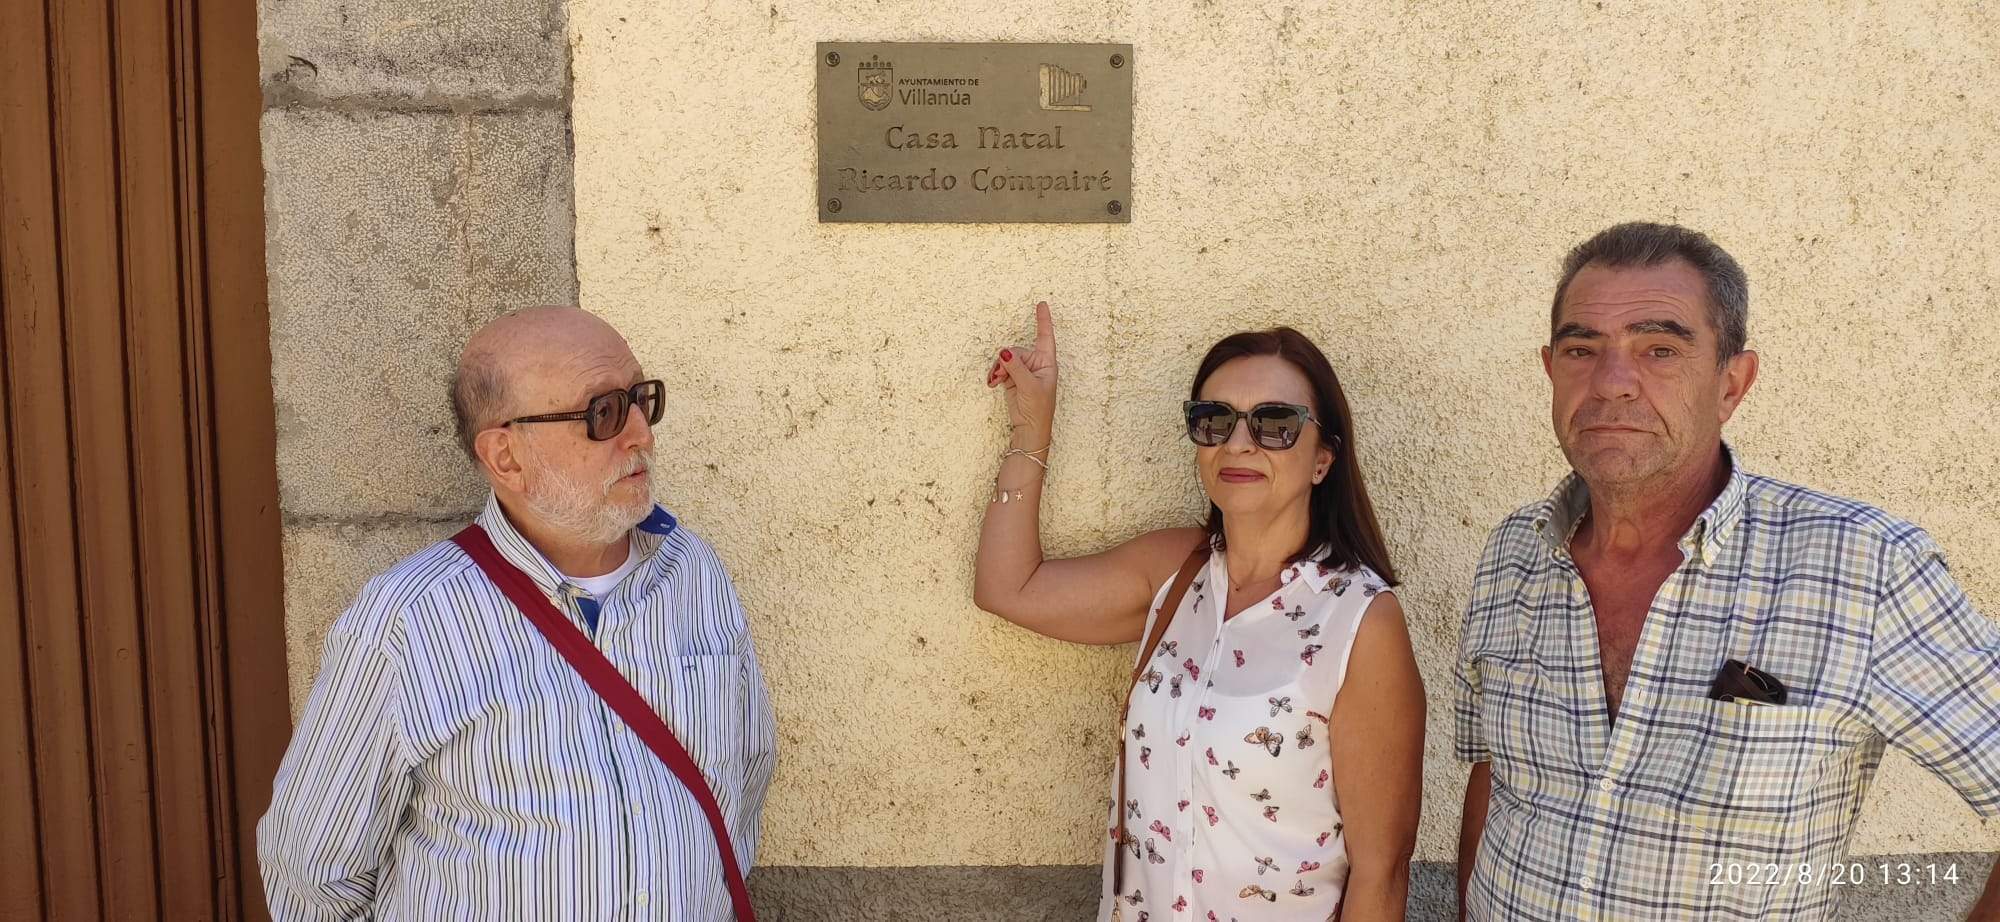 AYUNTAMIENTO DE
Villanúa
Casa Natal
Ricardo Compairé
2022/8/20 13:14